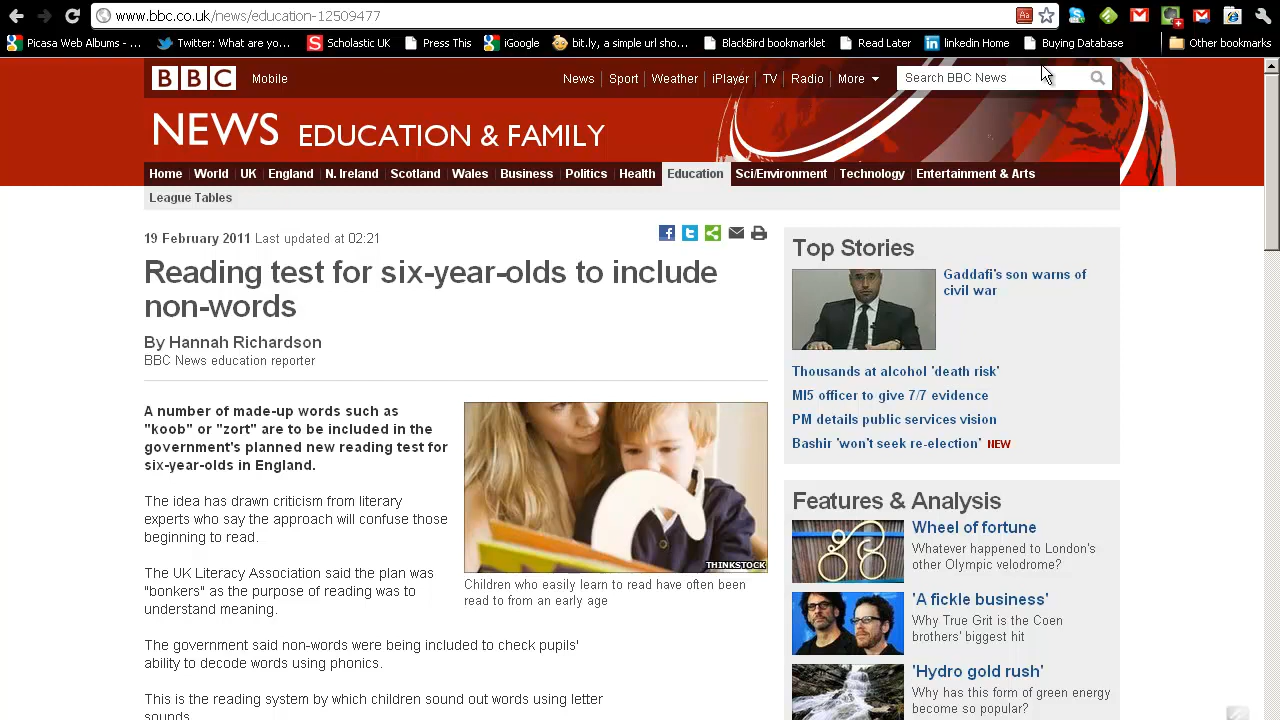 www.bbc.co.uk/news/education-12509477
Picasa Web Albums - ... Twitter: What are yo... Scholastic UK Press This iGoogle bit.ly, a simple url sho... BlackBird bookmarklet Read Later linkedin Home Buying Database Other bookmarks
BBC Mobile News Sport Weather iPlayer TV Radio More Search BBC News
NEWS EDUCATION & FAMILY
Home World UK England N. Ireland Scotland Wales Business Politics Health Education Sci/Environment Technology Entertainment & Arts
League Tables
19 February 2011 Last updated at 02:21
Reading test for six-year-olds to include
non-words
By Hannah Richardson
BBC News education reporter
A number of made-up words such as
"koob" or "zort" are to be included in the
government's planned new reading test for
six-year-olds in England.
The idea has drawn criticism from literary
experts who say the approach will confuse those
beginning to read.
The UK Literacy Association said the plan was
"bonkers" as the purpose of reading was to
understand meaning.
The government said non-words were being included to check pupils'
ability to decode words using phonics.
This is the reading system by which children sound out words using letter
sounds.
THINKSTOCK
Children who easily learn to read have often been
read to from an early age
Top Stories
Gaddafi's son warns of
civil war
Thousands at alcohol 'death risk'
MI5 officer to give 7/7 evidence
PM details public services vision
Bashir 'won't seek re-election' NEW
Features & Analysis
Wheel of fortune
Whatever happened to London's
other Olympic velodrome?
'A fickle business'
Why True Grit is the Coen
brothers' biggest hit
'Hydro gold rush'
Why has this form of green energy
become so popular?